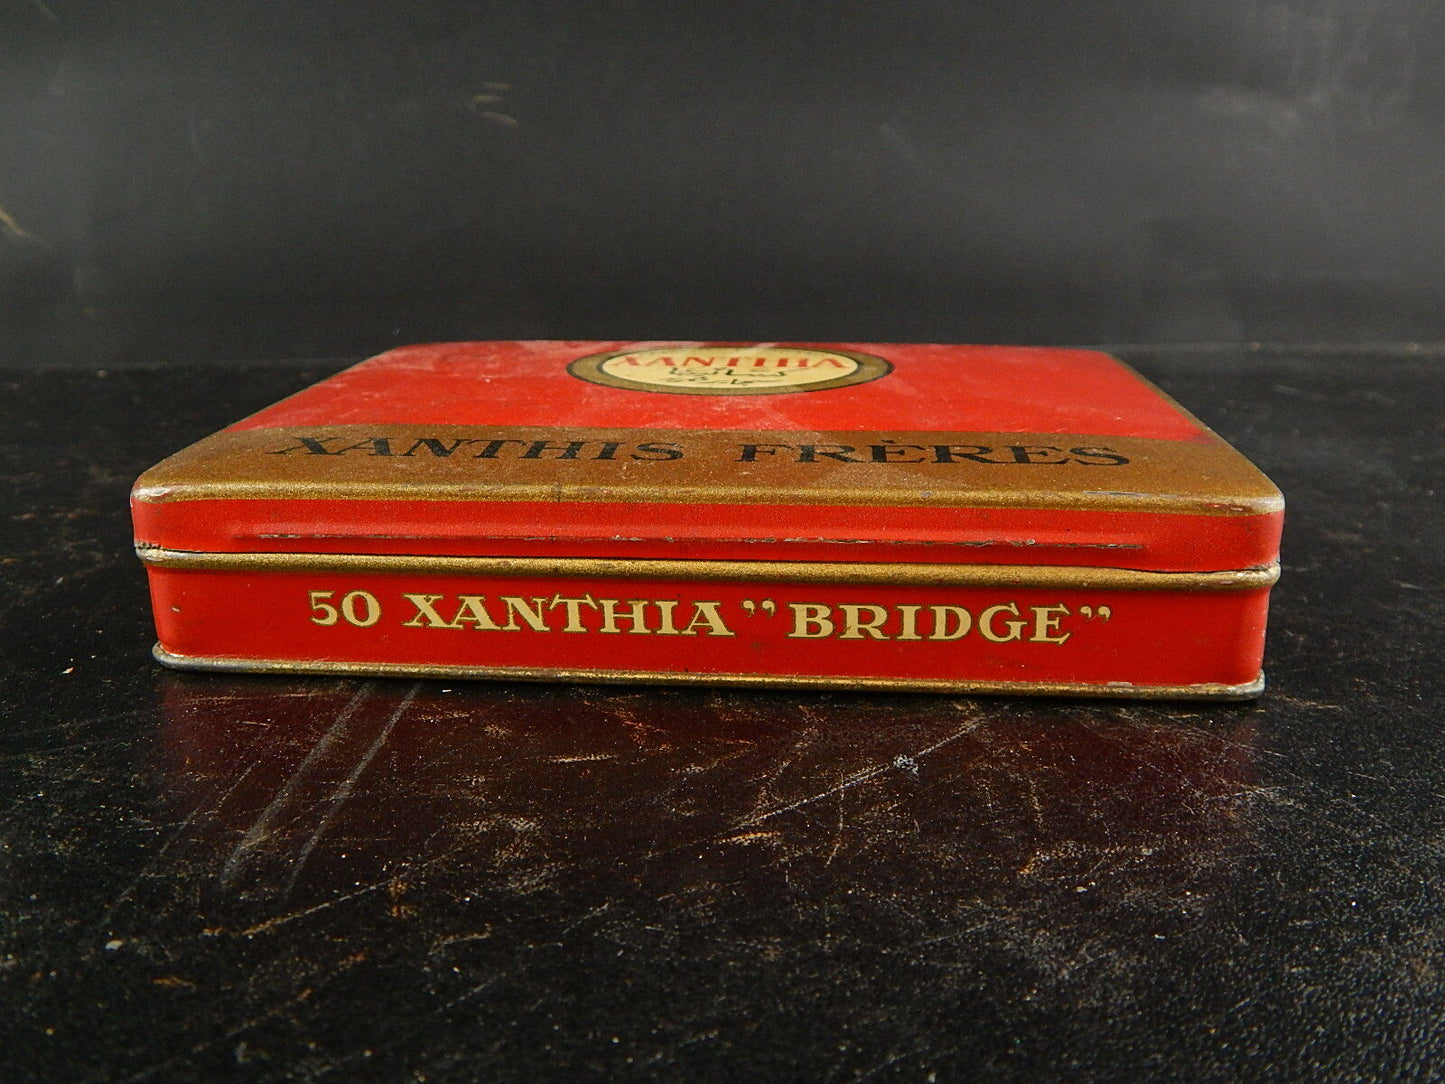 XANTHIA
XANTHIS FRÈRES
50 XANTHIA "BRIDGE"